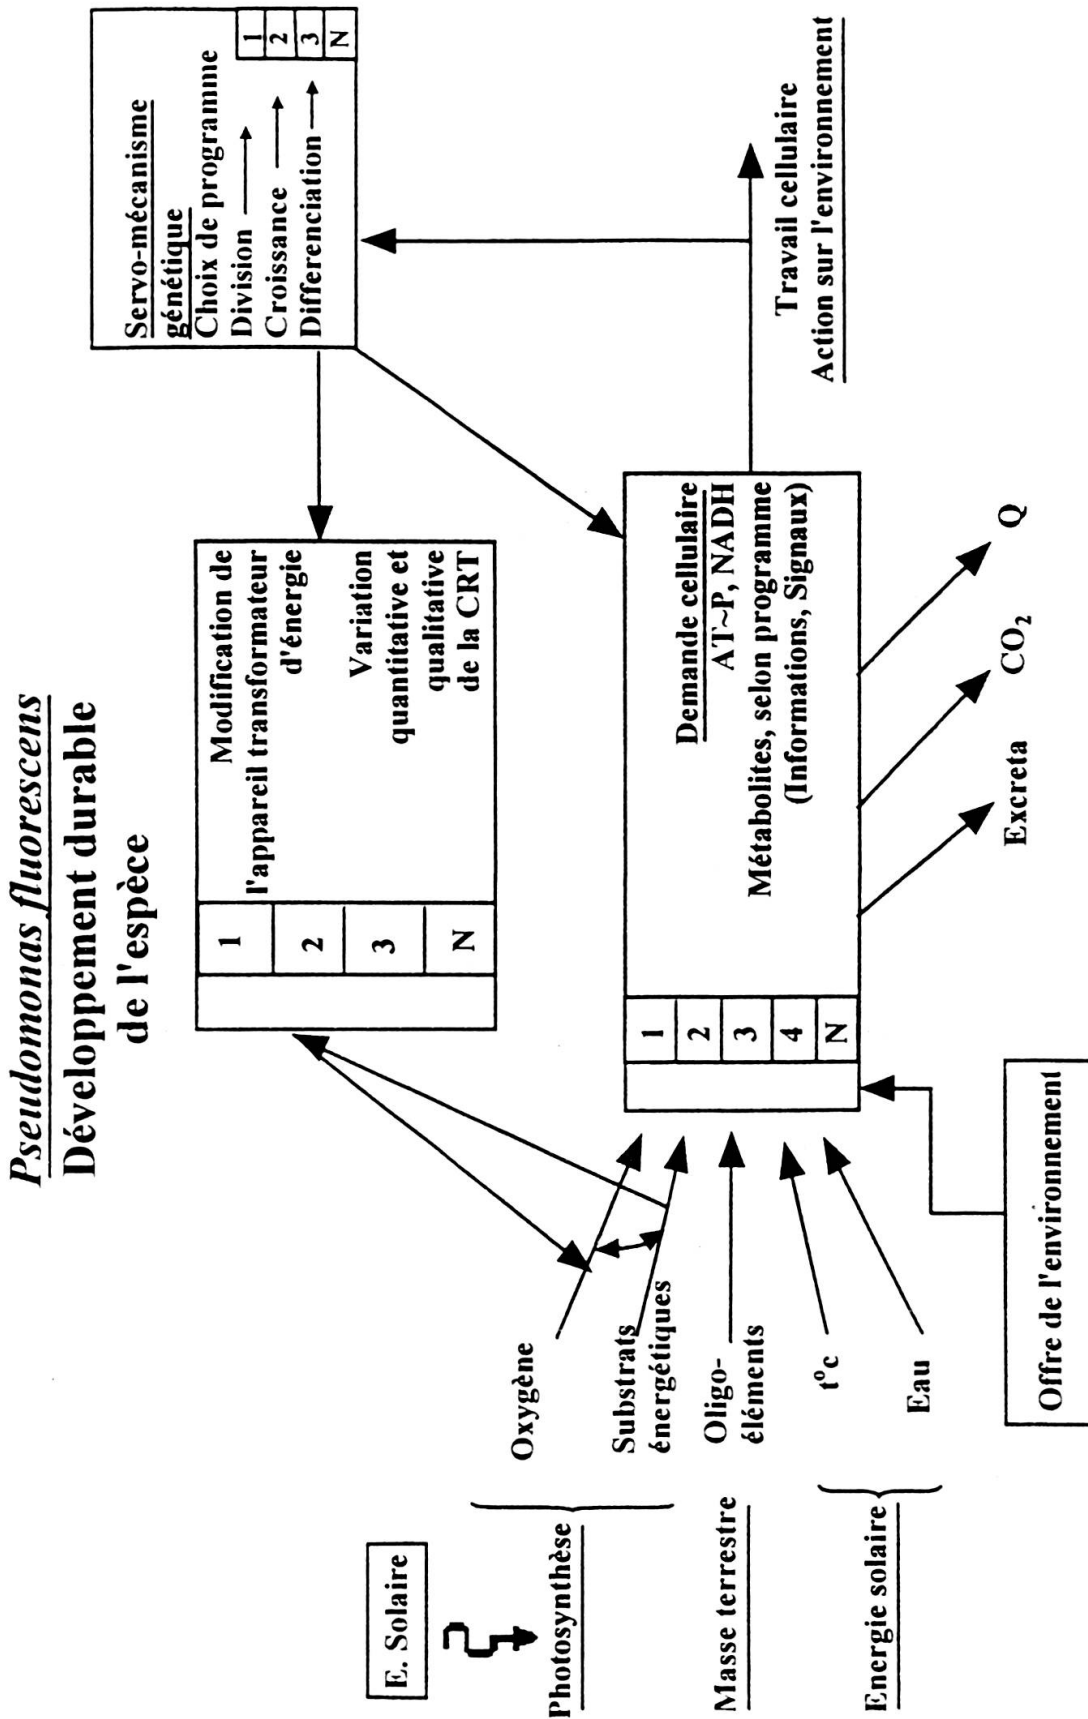 Pseudomonas fluorescens
Développement durable
de l'espèce
E. Solaire
Photosynthèse
Masse terrestre
Energie solaire
Oxygène
Substrats
énergétiques
Oligo-
éléments
t°c
Eau
Offre de l'environnement
1
2
3
N
Modification de
l'appareil transformateur
d'énergie
Variation
quantitative et
qualitative
de la CRT
1
2
3
4
N
Demande cellulaire
AT~P, NADH
Métabolites, selon programme
(Informations, Signaux)
Excreta
CO₂
Q
Servo-mécanisme
génétique
Choix de programme
Division
Croissance
Differenciation
1
2
3
N
Travail cellulaire
Action sur l'environnement